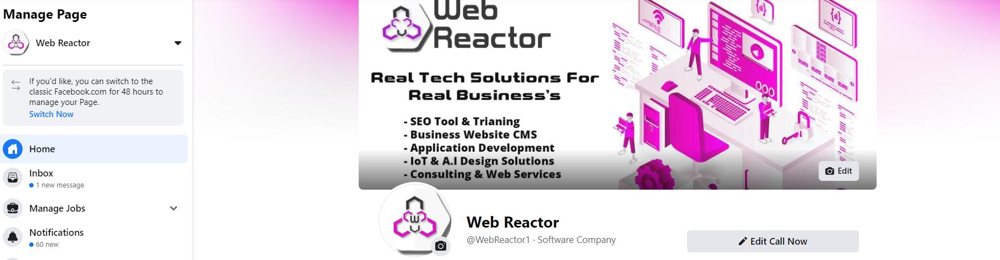 Manage Page
Web Reactor
If you'd like, you can switch to the
classic Facebook.com for 48 hours to
manage your Page.
Switch Now
Home
Inbox
1 new message
Manage Jobs
Notifications
60 new
Web
Reactor
Real Tech Solutions For
Real Business's
- SEO Tool & Trianing
- Business Website CMS
- Application Development
- IoT & A.I Design Solutions
- Consulting & Web Services
Edit
W
Web Reactor
@WebReactor1 · Software Company
Edit Call Now